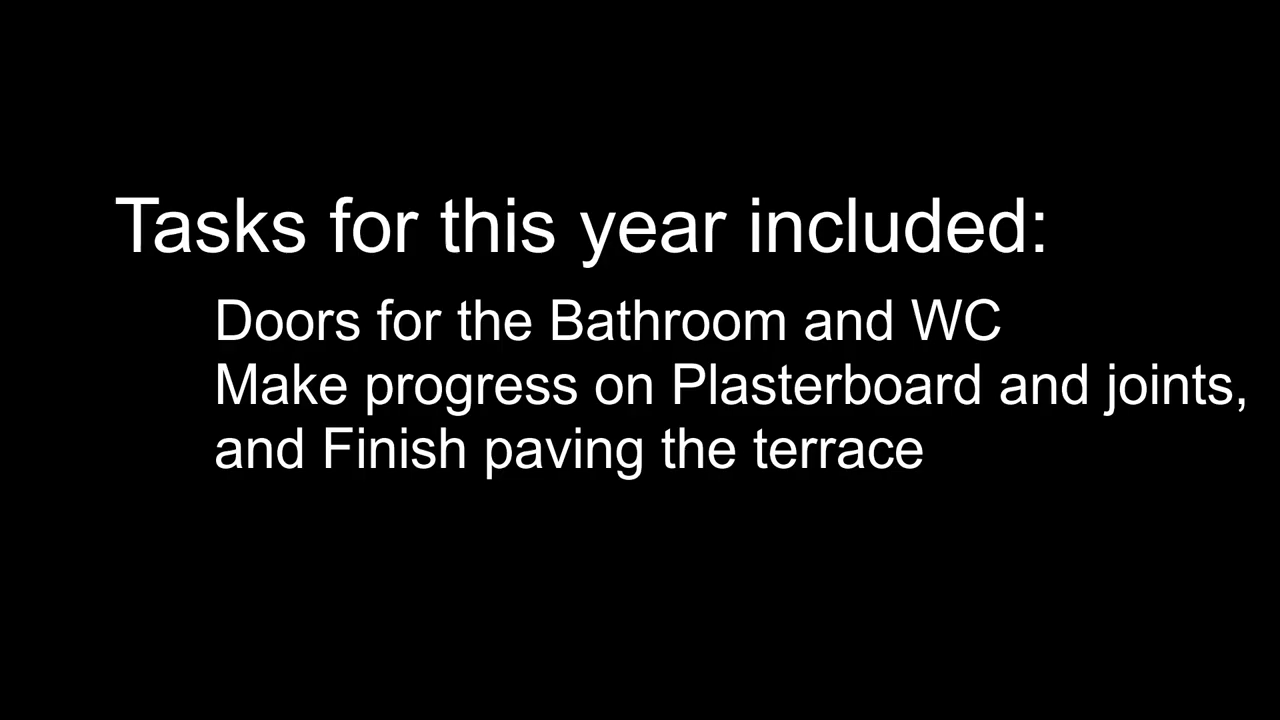 Tasks for this year included:
Doors for the Bathroom and WC
Make progress on Plasterboard and joints,
and Finish paving the terrace